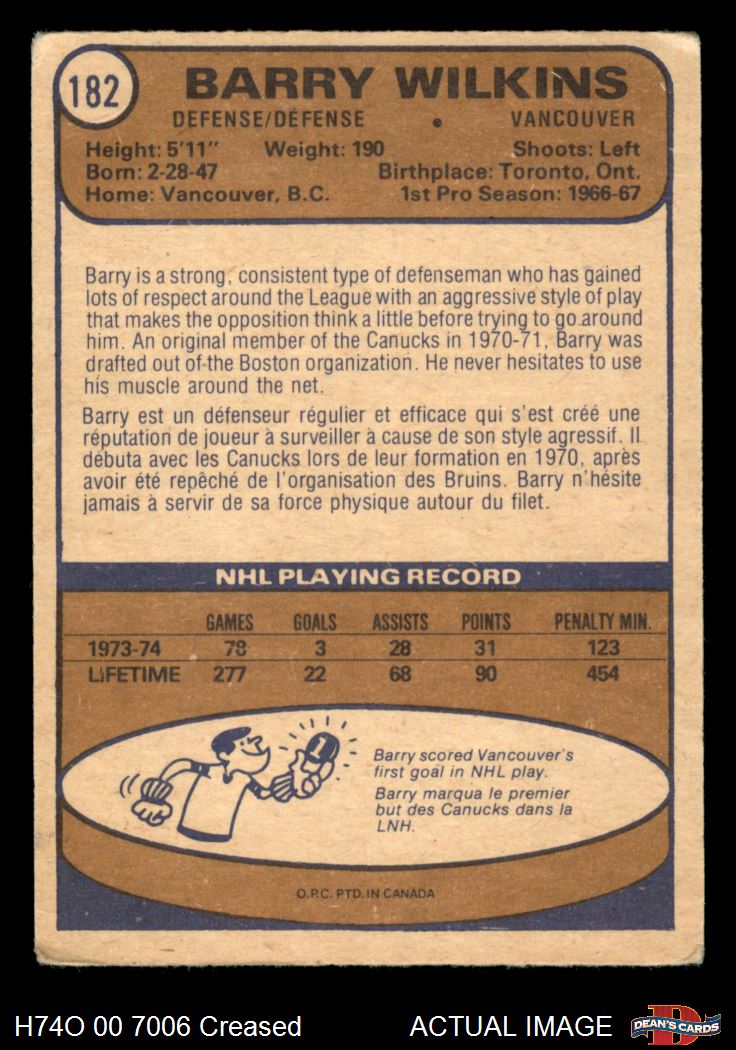 182
BARRY WILKINS
DEFENSE/DÉFENSE • VANCOUVER
Height: 5'11" Weight: 190 Shoots: Left
Born: 2-28-47 Birthplace: Toronto, Ont.
Home: Vancouver, B.C. 1st Pro Season: 1966-67
Barry is a strong, consistent type of defenseman who has gained
lots of respect around the League with an aggressive style of play
that makes the opposition think a little before trying to go around
him. An original member of the Canucks in 1970-71, Barry was
drafted out of the Boston organization. He never hesitates to use
his muscle around the net.
Barry est un défenseur régulier et efficace qui s'est créé une
réputation de joueur à surveiller à cause de son style agressif. Il
débuta avec les Canucks lors de leur formation en 1970, après
avoir été repêché de l'organisation des Bruins. Barry n'hésite
jamais à servir de sa force physique autour du filet.
NHL PLAYING RECORD
GAMES GOALS ASSISTS POINTS PENALTY MIN.
1973-74 78 3 28 31 123
LIFETIME 277 22 68 90 454
1
Barry scored Vancouver's
first goal in NHL play.
Barry marqua le premier
but des Canucks dans la
LNH.
O.P.C. PTD. IN CANADA
H74O 00 7006 Creased ACTUAL IMAGE
D
DEAN'S CARDS